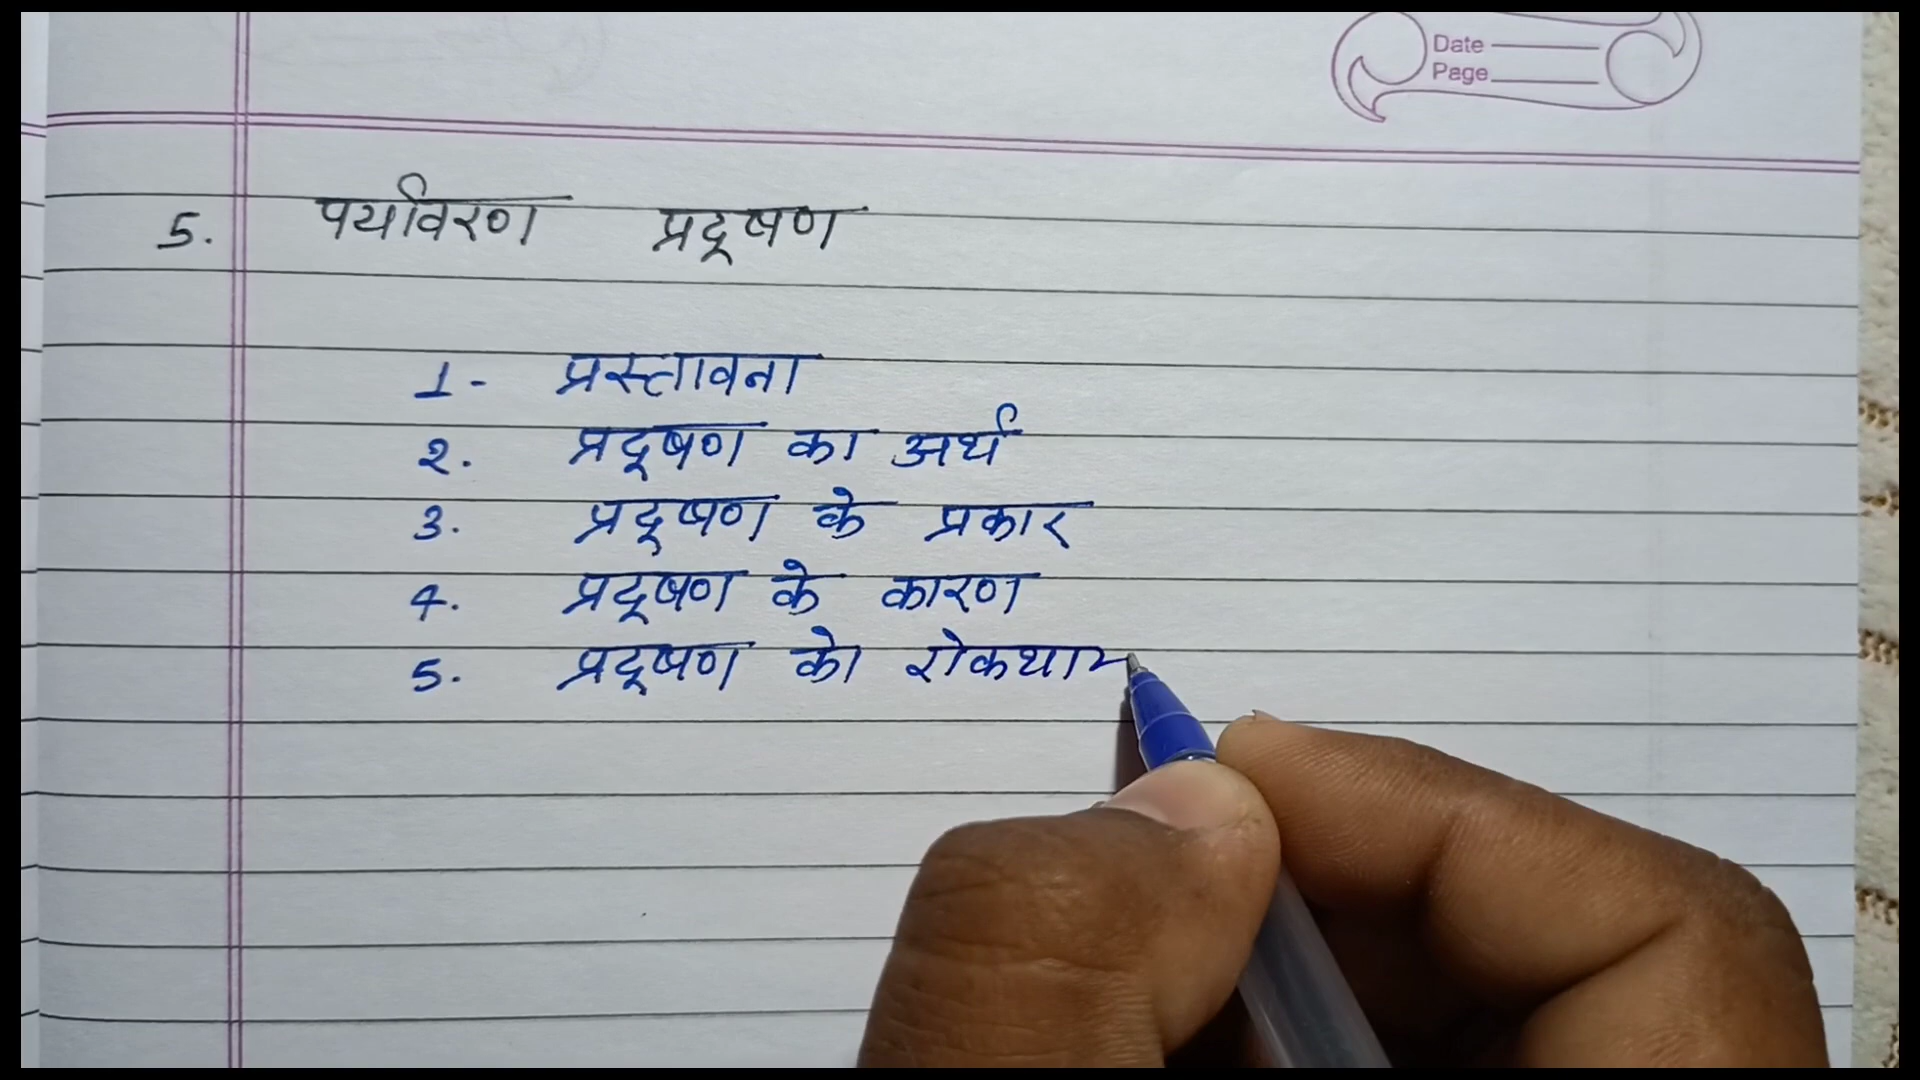 Date
Page
5. पर्यावरण प्रदूषण
1- प्रस्तावना
2. प्रदूषण का अर्थ
3. प्रदूषण के प्रकार
4. प्रदूषण के कारण
5. प्रदूषण को रोकथाम